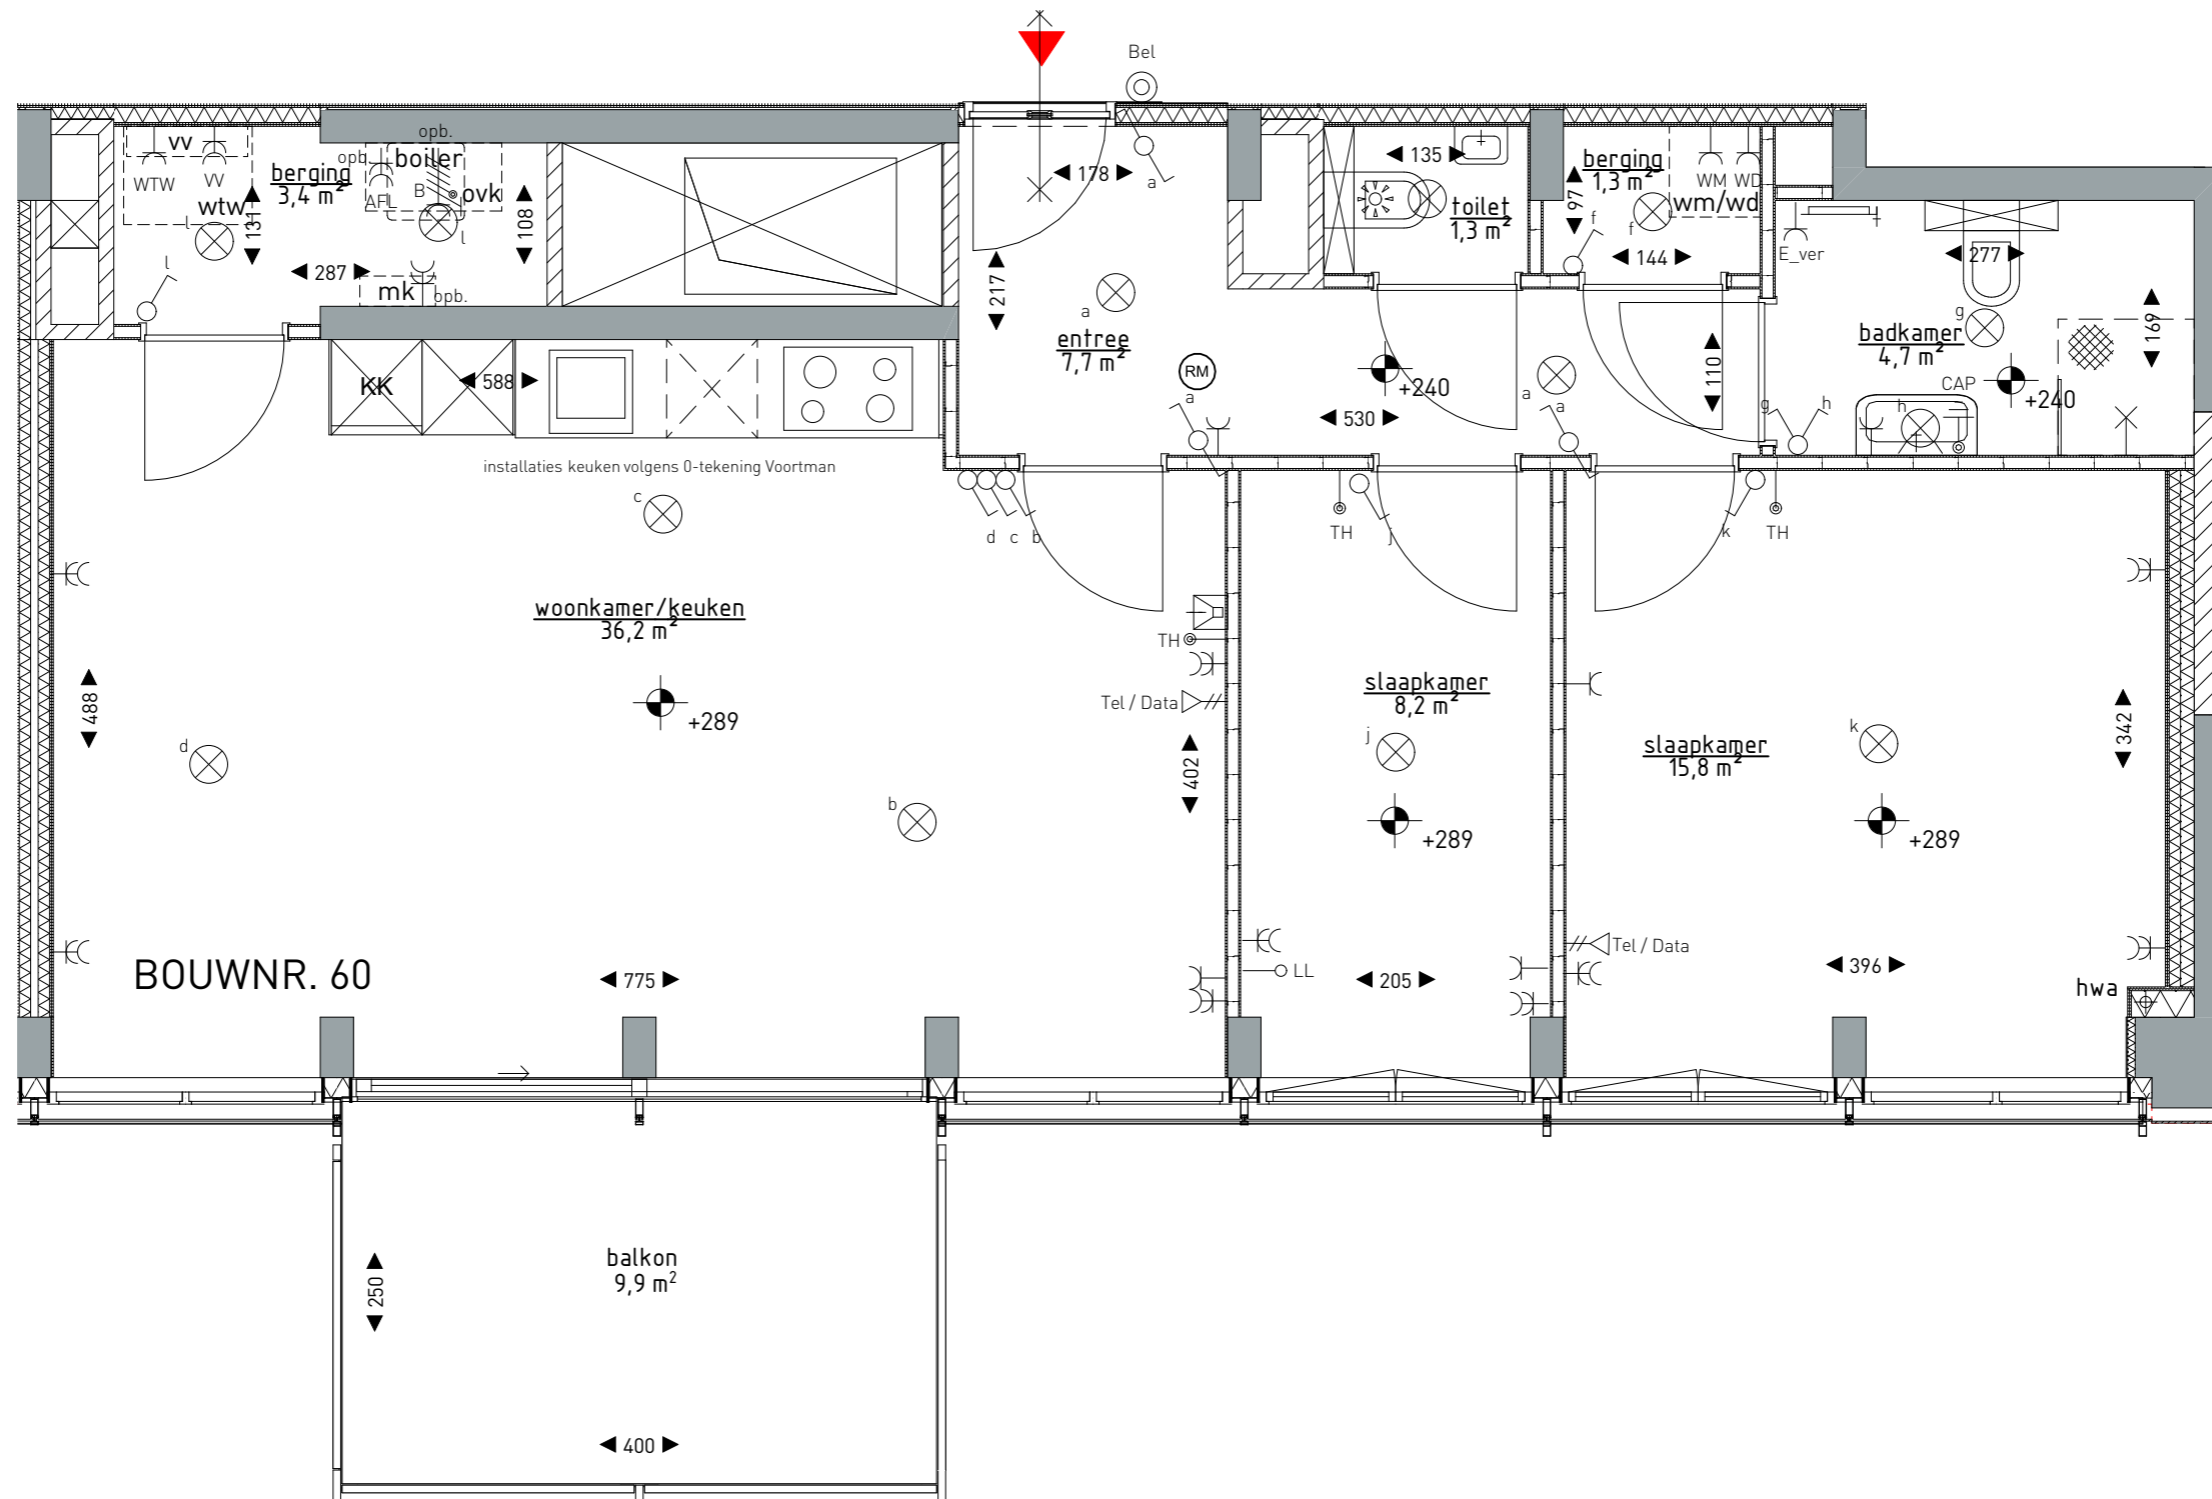 Bel
opb.
vv
opb.
boiler
berging
3,4 m²
WTW
VV
AFL
B
ovk
wtw
131
108
l
l
l
287
mk
opb.
178
a
135
toilet
1,3 m²
berging
1,3 m²
97
WM
WD
wm/wd
f
f
144
E_ver
277
217
a
entree
7,7 m²
RM
a
+240
530
a
a
110
g
badkamer
4,7 m²
169
CAP
+240
g
h
h
KK
588
installaties keuken volgens 0-tekening Voortman
c
d
c
b
TH
j
k
TH
woonkamer/keuken
36,2 m²
TH
488
+289
Tel / Data
slaapkamer
8,2 m²
j
402
slaapkamer
15,8 m²
k
342
d
b
+289
+289
BOUWNR. 60
775
LL
205
Tel / Data
396
hwa
balkon
9,9 m²
250
400